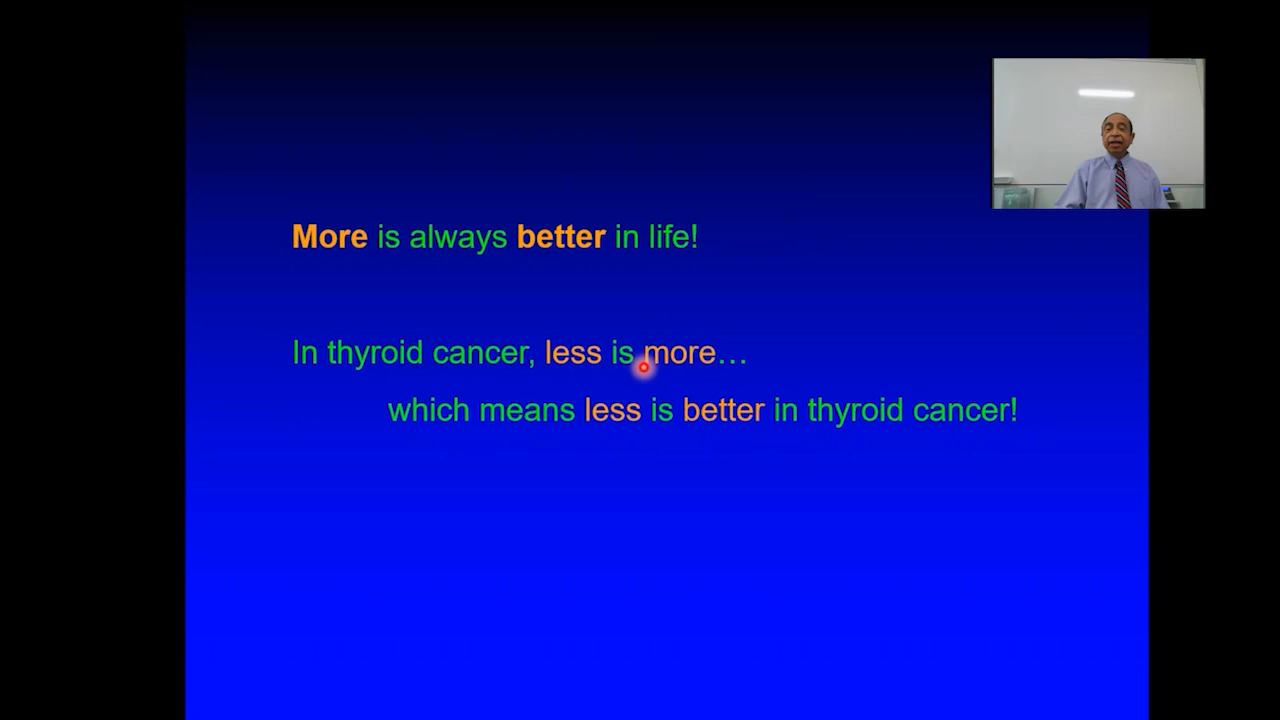 More is always better in life!
In thyroid cancer, less is more…
which means less is better in thyroid cancer!